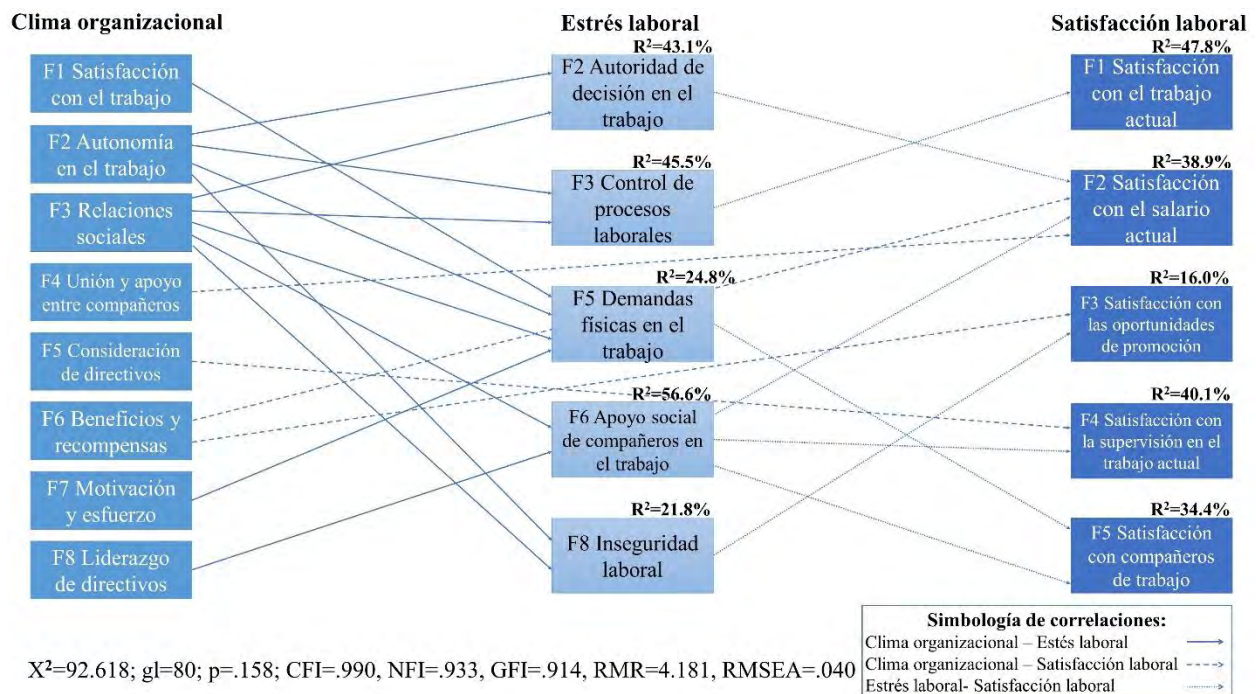 Clima organizacional
F1 Satisfacción
con el trabajo
F2 Autonomía
en el trabajo
F3 Relaciones
sociales
F4 Unión y apoyo
entre compañeros
F5 Consideración
de directivos
F6 Beneficios y
recompensas
F7 Motivación
y esfuerzo
F8 Liderazgo
de directivos
Estrés laboral
R²=43.1%
F2 Autoridad de
decisión en el
trabajo
R²=45.5%
F3 Control de
procesos
laborales
R²=24.8%
F5 Demandas
físicas en el
trabajo
R²=56.6%
F6 Apoyo social
de compañeros en
el trabajo
R²=21.8%
F8 Inseguridad
laboral
Satisfacción laboral
R²=47.8%
F1 Satisfacción
con el trabajo
actual
R²=38.9%
F2 Satisfacción
con el salario
actual
R²=16.0%
F3 Satisfacción con
las oportunidades
de promoción
R²=40.1%
F4 Satisfacción con
la supervisión en el
trabajo actual
R²=34.4%
F5 Satisfacción
con compañeros
de trabajo
Simbología de correlaciones:
Clima organizacional – Estés laboral
Clima organizacional – Satisfacción laboral
Estrés laboral- Satisfacción laboral
X²=92.618; gl=80; p=.158; CFI=.990, NFI=.933, GFI=.914, RMR=4.181, RMSEA=.040